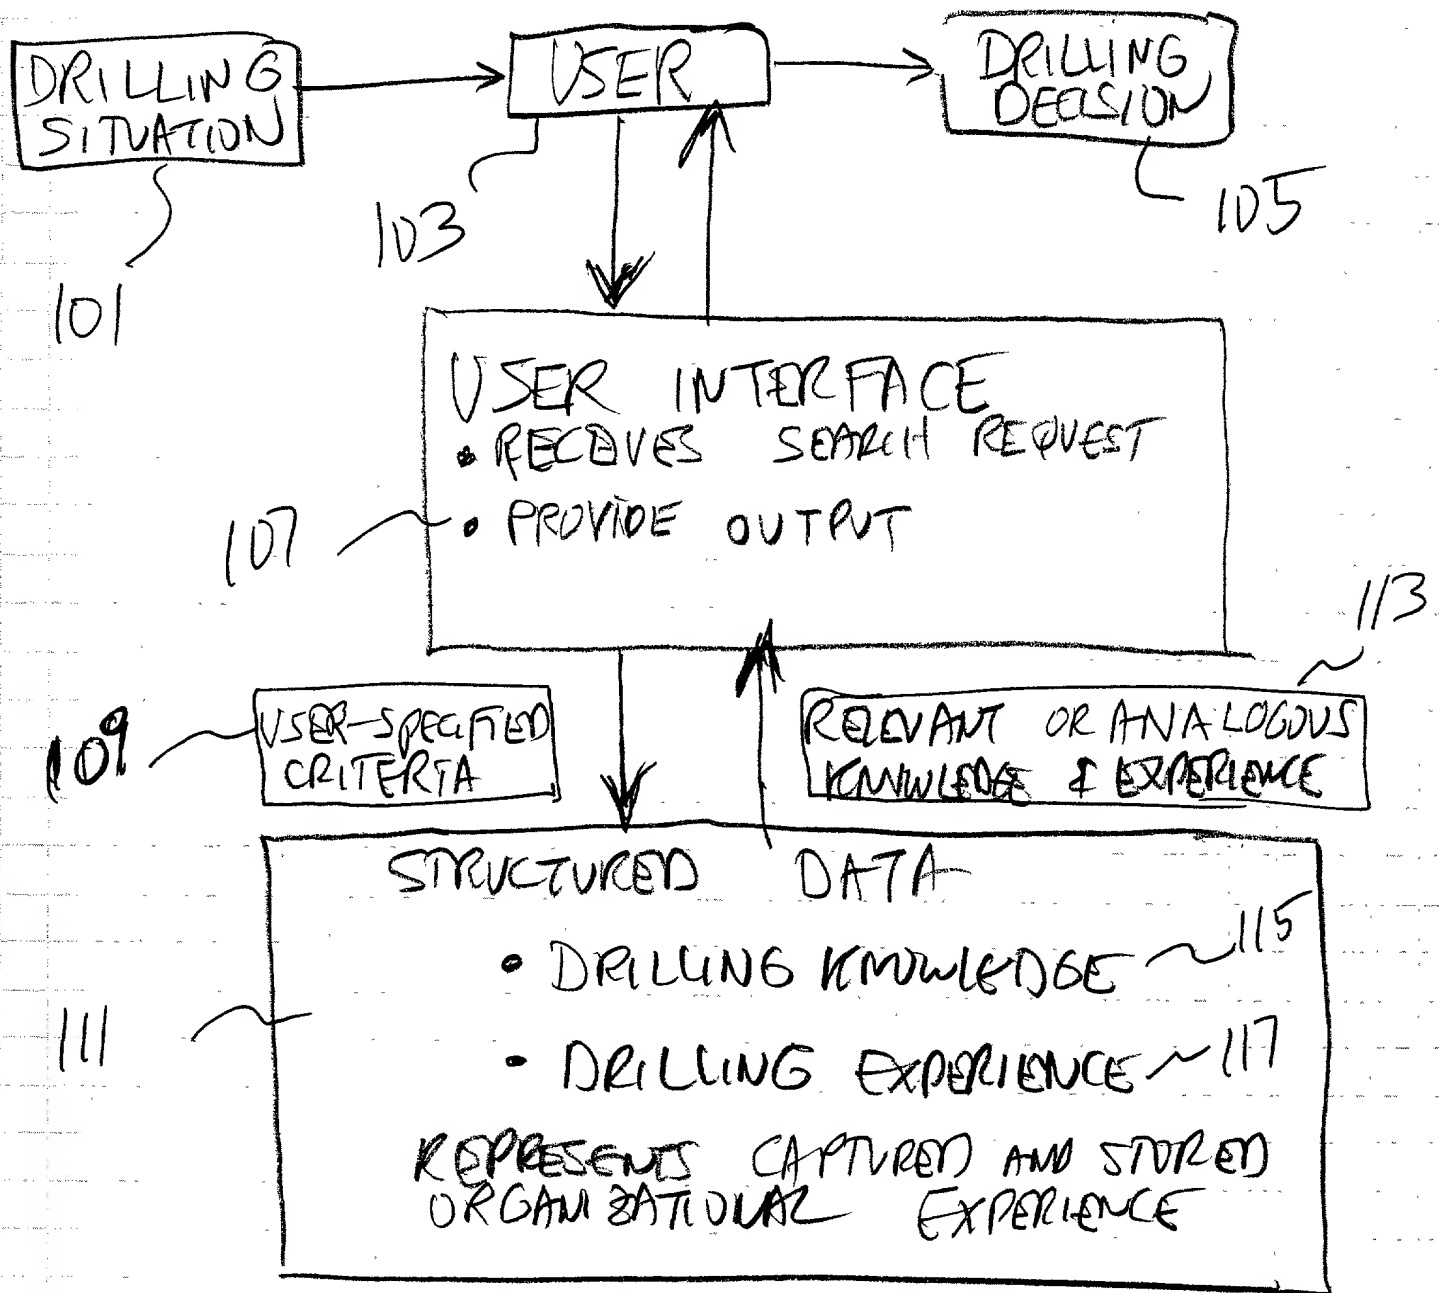 DRILLING
SITUATION
USER
DRILLING
DECISION
101
103
105
USER INTERFACE
• RECEIVES SEARCH REQUEST
• PROVIDE OUTPUT
107
113
109
USER-SPECIFIED
CRITERIA
RELEVANT OR ANALOGOUS
KNOWLEDGE & EXPERIENCE
STRUCTURED DATA
• DRILLING KNOWLEDGE
115
• DRILLING EXPERIENCE
117
111
REPRESENTS CAPTURED AND STORED
ORGANIZATIONAL EXPERIENCE